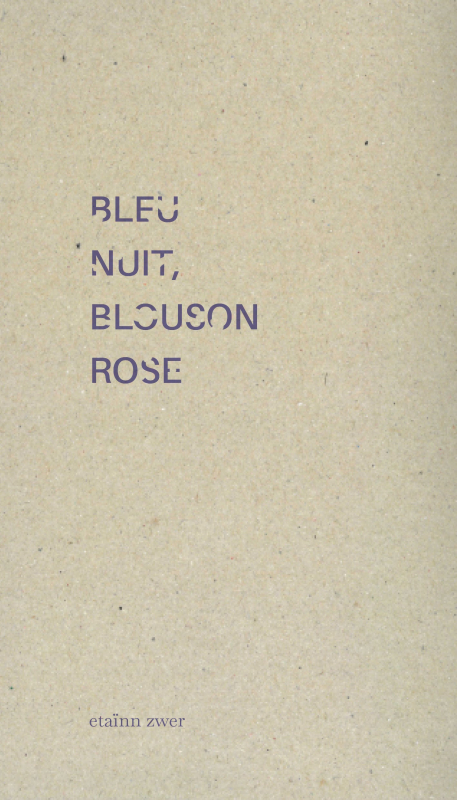 BLEU
NUIT,
BLOUSON
ROSE
etaïnn zwer